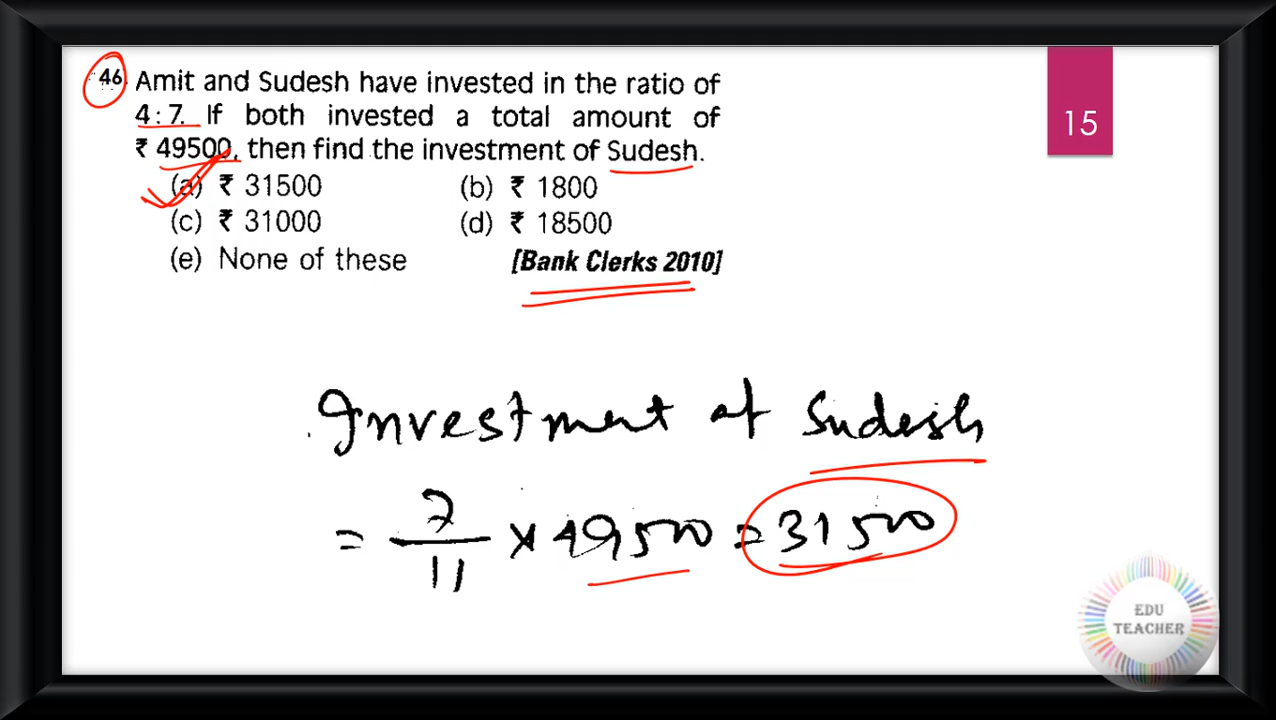 46. Amit and Sudesh have invested in the ratio of
4 : 7. If both invested a total amount of
₹ 49500, then find the investment of Sudesh.
(a) ₹ 31500 (b) ₹ 1800
(c) ₹ 31000 (d) ₹ 18500
(e) None of these [Bank Clerks 2010]
15
Investment of Sudesh
= 7/11 × 49500 = 31500
EDU
TEACHER